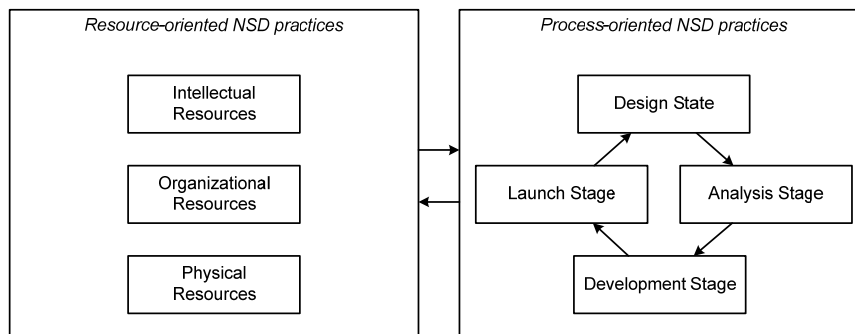 Resource-oriented NSD practices
Intellectual
Resources
Organizational
Resources
Physical
Resources
Process-oriented NSD practices
Design State
Launch Stage
Analysis Stage
Development Stage